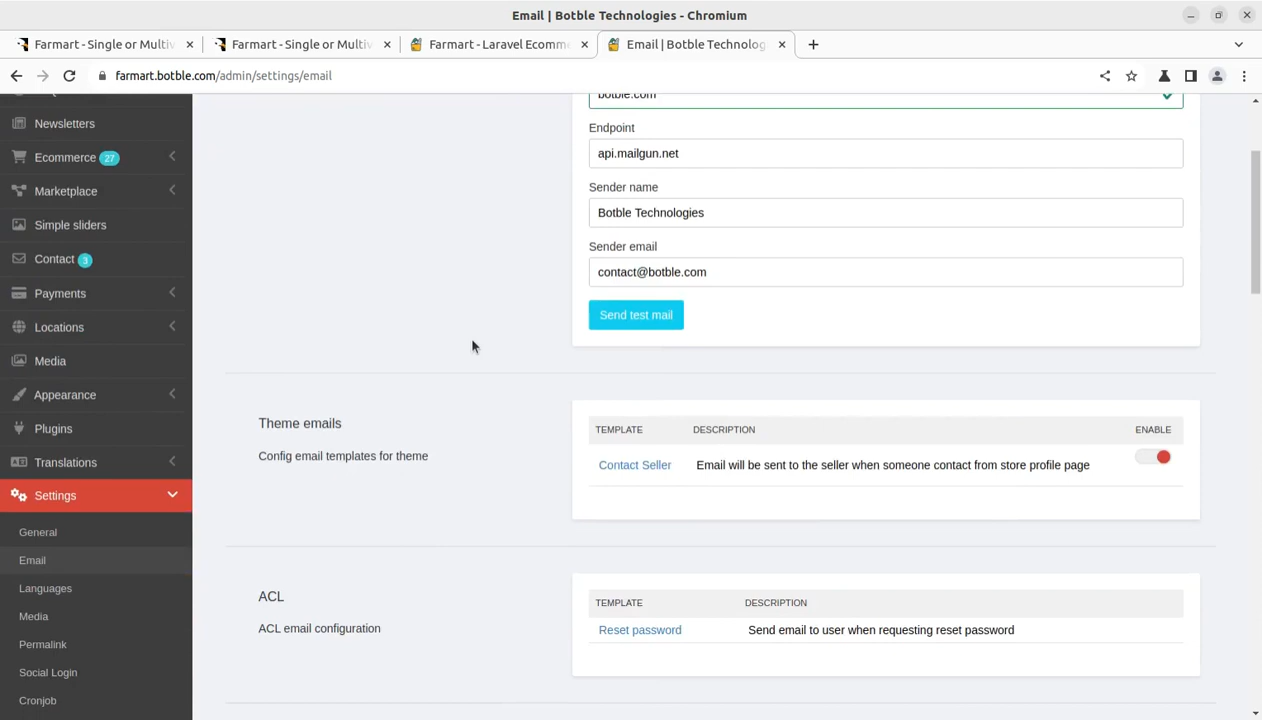 Email | Botble Technologies - Chromium
Farmart - Single or Multiv
Farmart - Single or Multiv
Farmart - Laravel Ecomme
Email | Botble Technolog
farmart.botble.com/admin/settings/email
Newsletters
Ecommerce 27
Marketplace
Simple sliders
Contact 3
Payments
Locations
Media
Appearance
Plugins
Translations
Settings
General
Email
Languages
Media
Permalink
Social Login
Cronjob
botble.com
Endpoint
api.mailgun.net
Sender name
Botble Technologies
Sender email
contact@botble.com
Send test mail
Theme emails
Config email templates for theme
TEMPLATE DESCRIPTION ENABLE
Contact Seller Email will be sent to the seller when someone contact from store profile page
ACL
ACL email configuration
TEMPLATE DESCRIPTION
Reset password Send email to user when requesting reset password